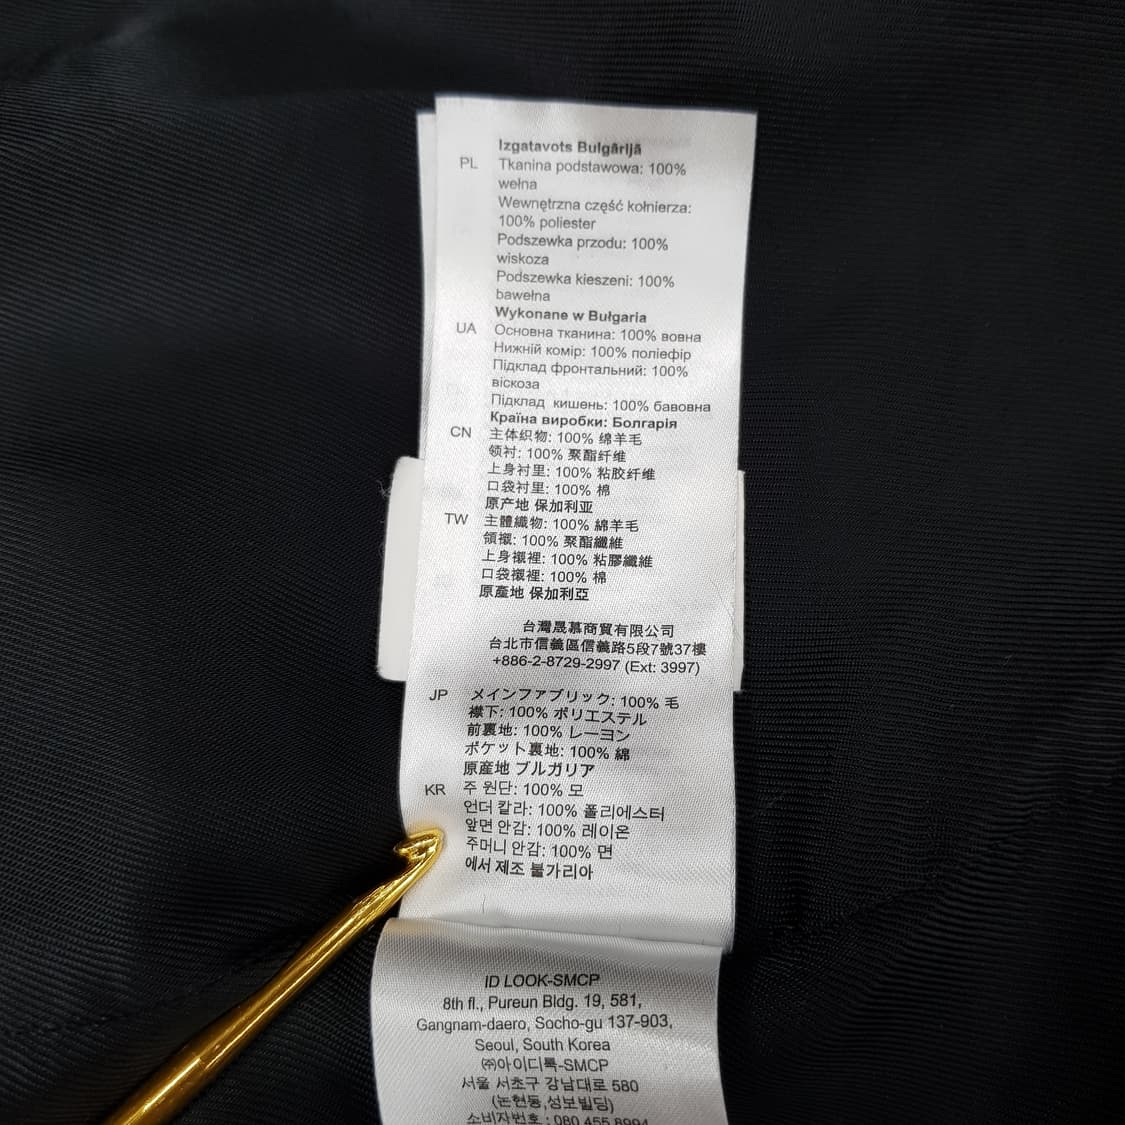 Izgatavots Bulgārijā
PL Tkanina podstawowa: 100%
wełna
Wewnętrzna część kołnierza:
100% poliester
Podszewka przodu: 100%
wiskoza
Podszewka kieszeni: 100%
bawełna
Wykonane w Bułgaria
UA Основна тканина: 100% вовна
Нижній комір: 100% поліефір
Підклад фронтальний: 100%
віскоза
Підклад кишень: 100% бавовна
Країна виробки: Болгарія
CN 主体织物: 100% 绵羊毛
领衬: 100% 聚酯纤维
上身衬里: 100% 粘胶纤维
口袋衬里: 100% 棉
原产地 保加利亚
TW 主體織物: 100% 綿羊毛
領襯: 100% 聚酯纖維
上身襯裡: 100% 粘膠纖維
口袋襯裡: 100% 棉
原產地 保加利亞
台灣晟慕商貿有限公司
台北市信義區信義路5段7號37樓
+886-2-8729-2997 (Ext: 3997)
JP メインファブリック: 100% 毛
襟下: 100% ポリエステル
前裏地: 100% レーヨン
ポケット裏地: 100% 綿
原産地 ブルガリア
KR 주 원단: 100% 모
언더 칼라: 100% 폴리에스터
앞면 안감: 100% 레이온
주머니 안감: 100% 면
에서 제조 불가리아
ID LOOK-SMCP
8th fl., Pureun Bldg. 19, 581,
Gangnam-daero, Socho-gu 137-903,
Seoul, South Korea
㈜아이디룩-SMCP
서울 서초구 강남대로 580
(논현동,성보빌딩)
소비자번호 : 080 455 8994